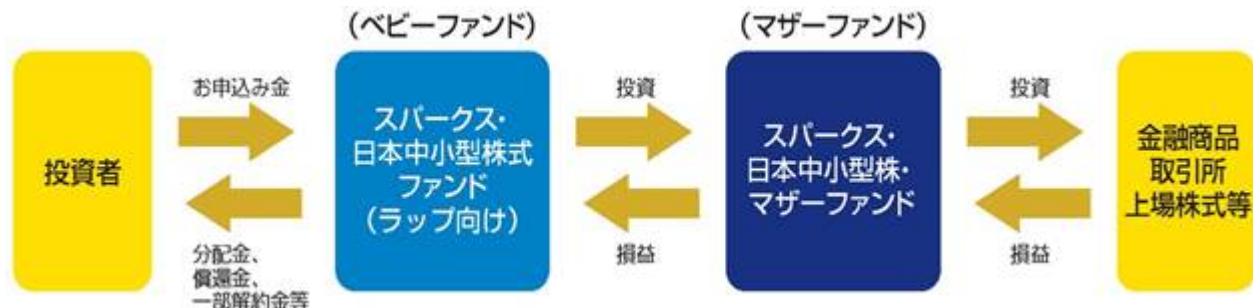 (ベビーファンド)
(マザーファンド)
投資者
お申込み金
分配金、
償還金、
一部解約金等
スパークス・
日本中小型株式
ファンド
(ラップ向け)
投資
損益
スパークス・
日本中小型株・
マザーファンド
投資
損益
金融商品
取引所
上場株式等